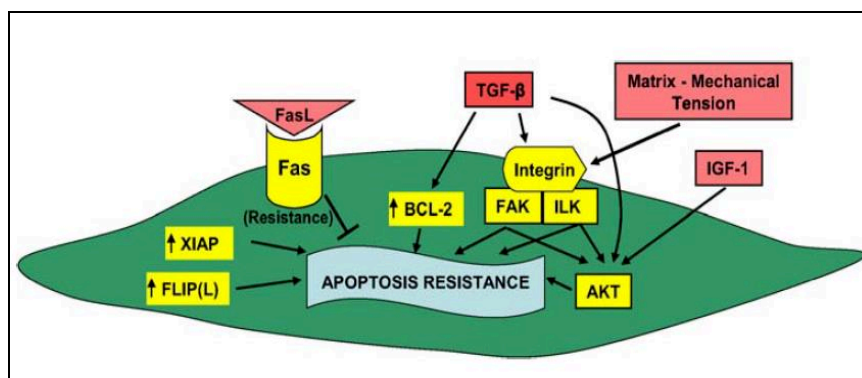 TGF-β
Matrix - Mechanical
Tension
FasL
Fas
(Resistance)
Integrin
IGF-1
↑ BCL-2
FAK
ILK
↑ XIAP
↑ FLIP(L)
APOPTOSIS RESISTANCE
AKT